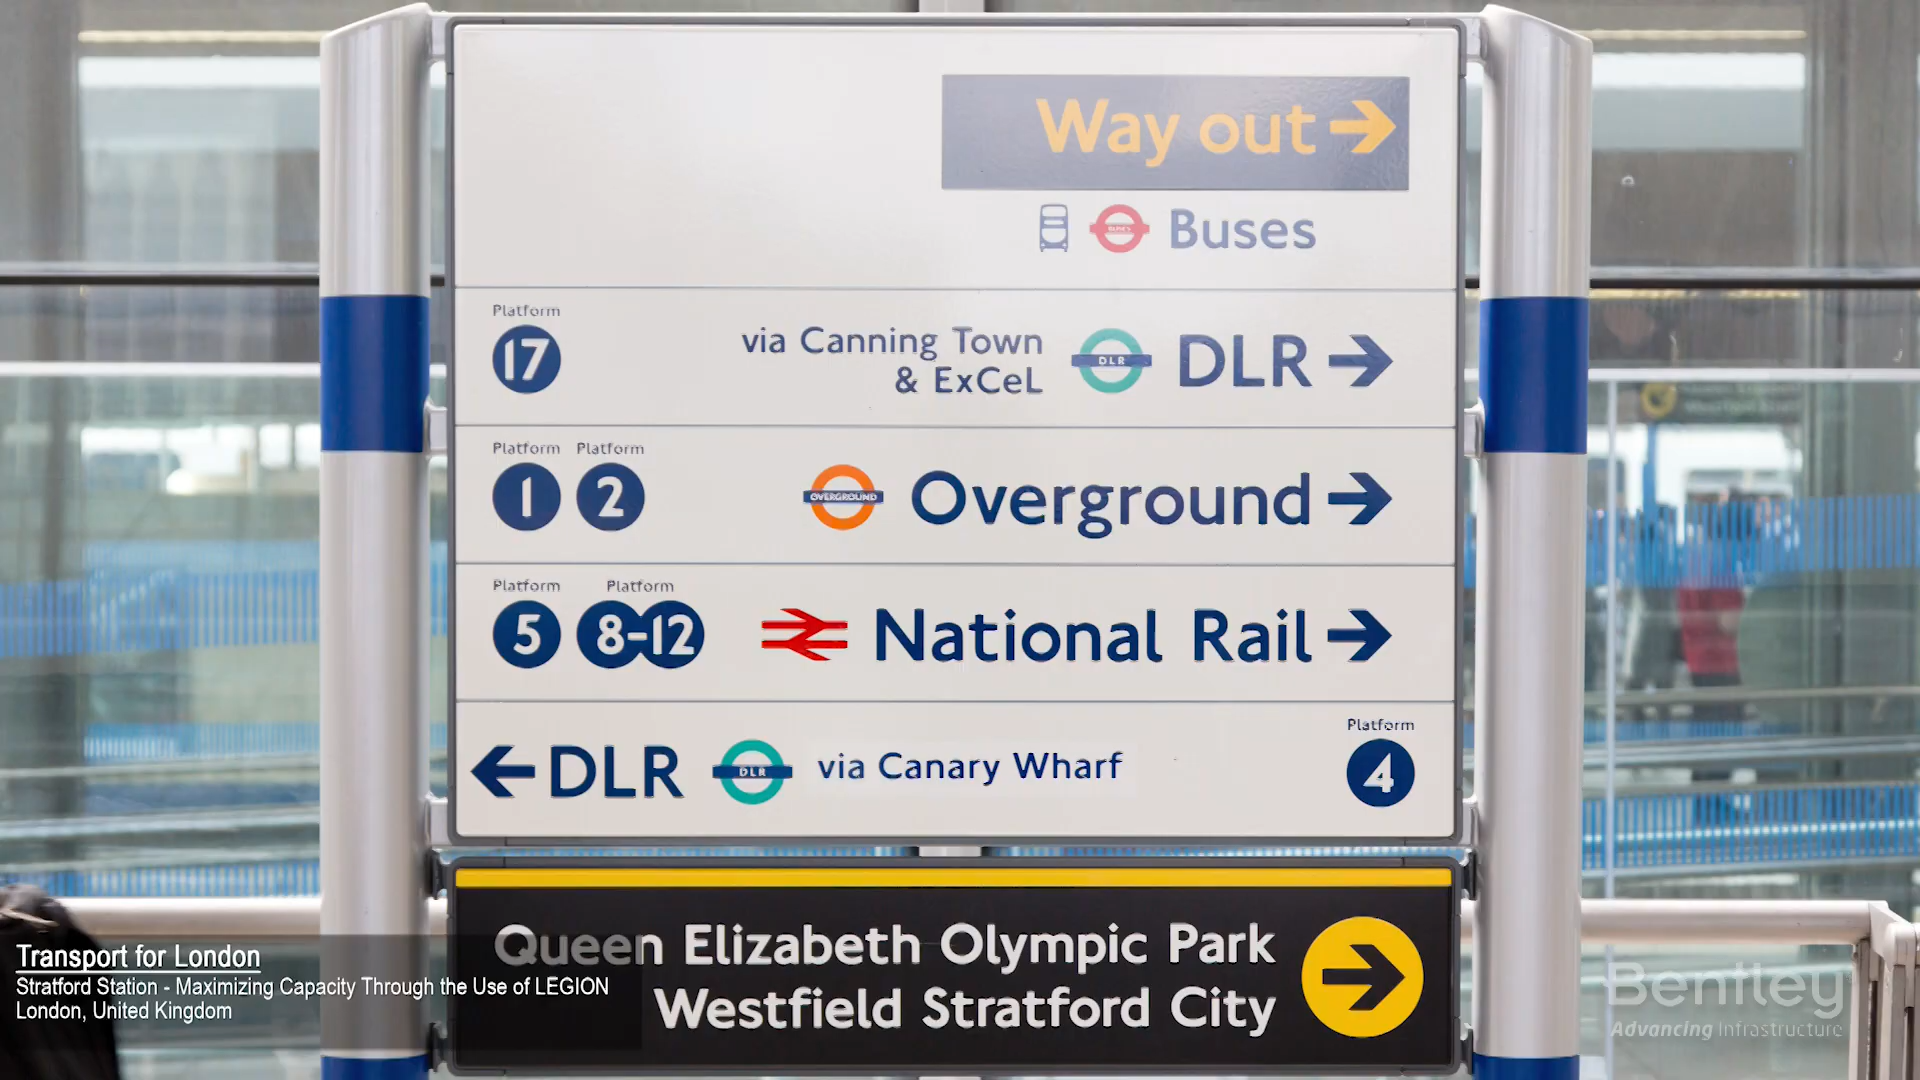 Way out
BUSES Buses
Platform
17 via Canning Town
& ExCeL DLR DLR
Platform Platform
1 2 OVERGROUND Overground
Platform Platform
5 8-12 National Rail
Platform
DLR DLR via Canary Wharf 4
Queen Elizabeth Olympic Park
Westfield Stratford City
Transport for London
Stratford Station - Maximizing Capacity Through the Use of LEGION
London, United Kingdom
Bentley
Advancing Infrastructure